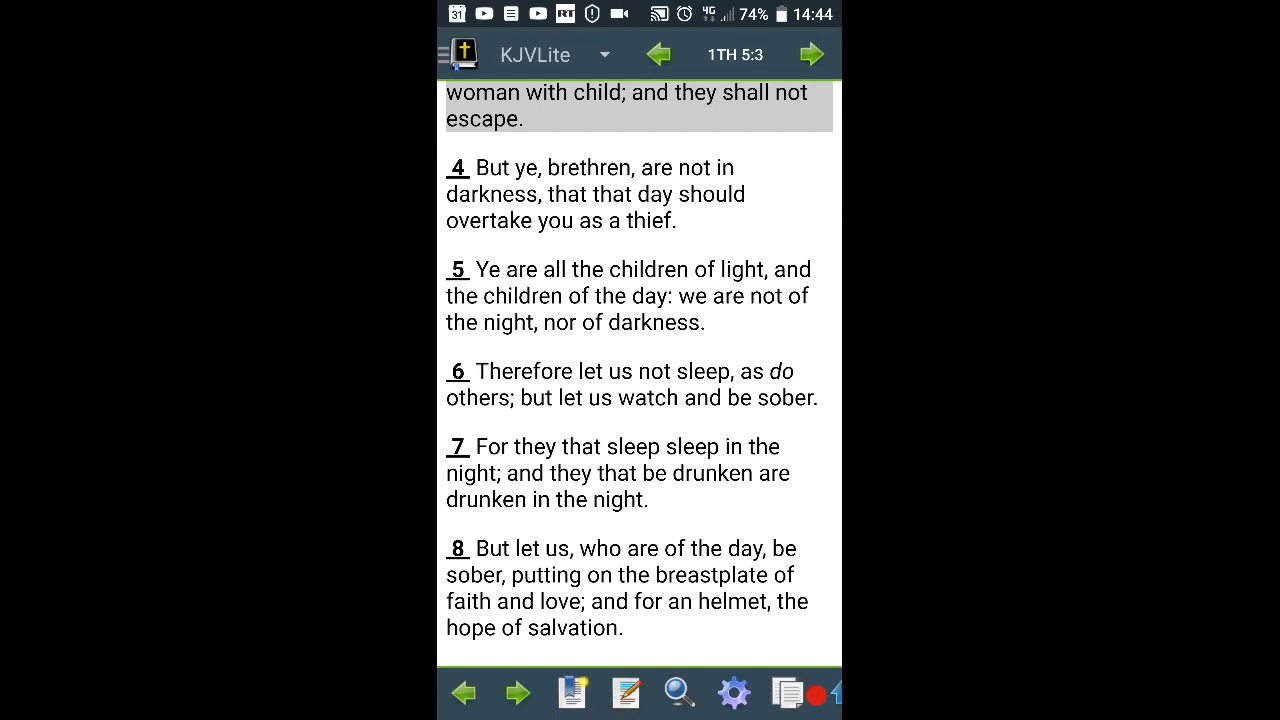 31 RT 4G 74% 14:44
KJVLite 1TH 5:3
woman with child; and they shall not
escape.
4 But ye, brethren, are not in
darkness, that that day should
overtake you as a thief.
5 Ye are all the children of light, and
the children of the day: we are not of
the night, nor of darkness.
6 Therefore let us not sleep, as do
others; but let us watch and be sober.
7 For they that sleep sleep in the
night; and they that be drunken are
drunken in the night.
8 But let us, who are of the day, be
sober, putting on the breastplate of
faith and love; and for an helmet, the
hope of salvation.